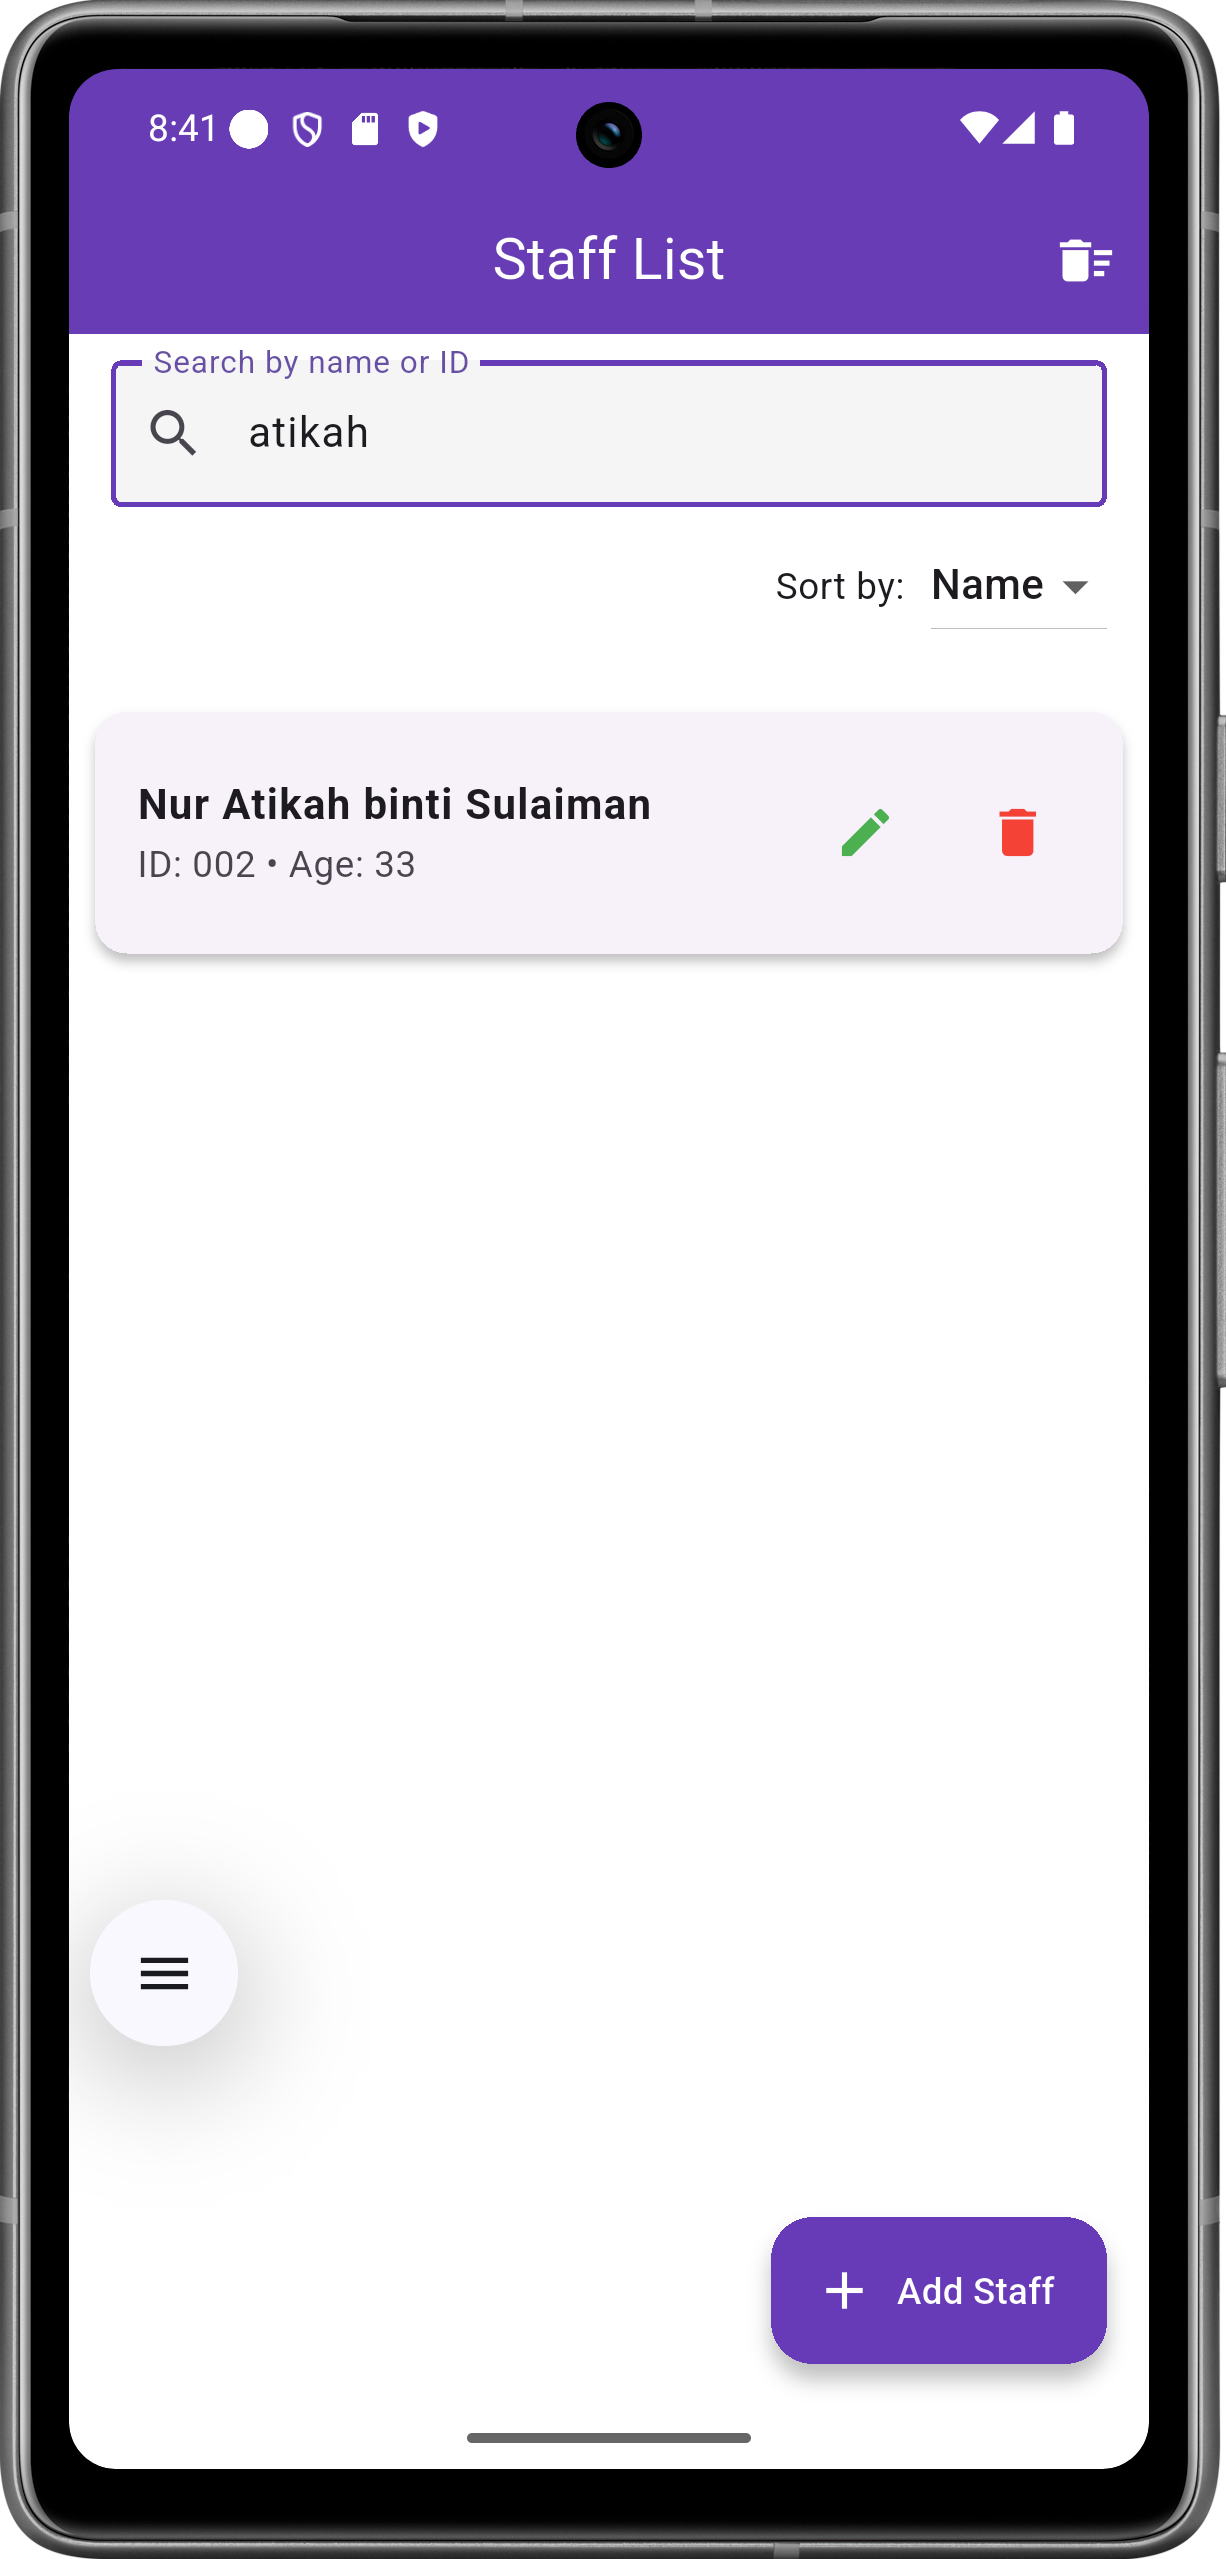 8:41
Staff List
Search by name or ID
atikah
Sort by: Name
Nur Atikah binti Sulaiman
ID: 002 • Age: 33
Add Staff